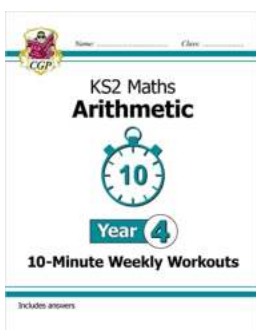 CGP
Name: Class:
KS2 Maths
Arithmetic
10
Year 4
10-Minute Weekly Workouts
Includes answers